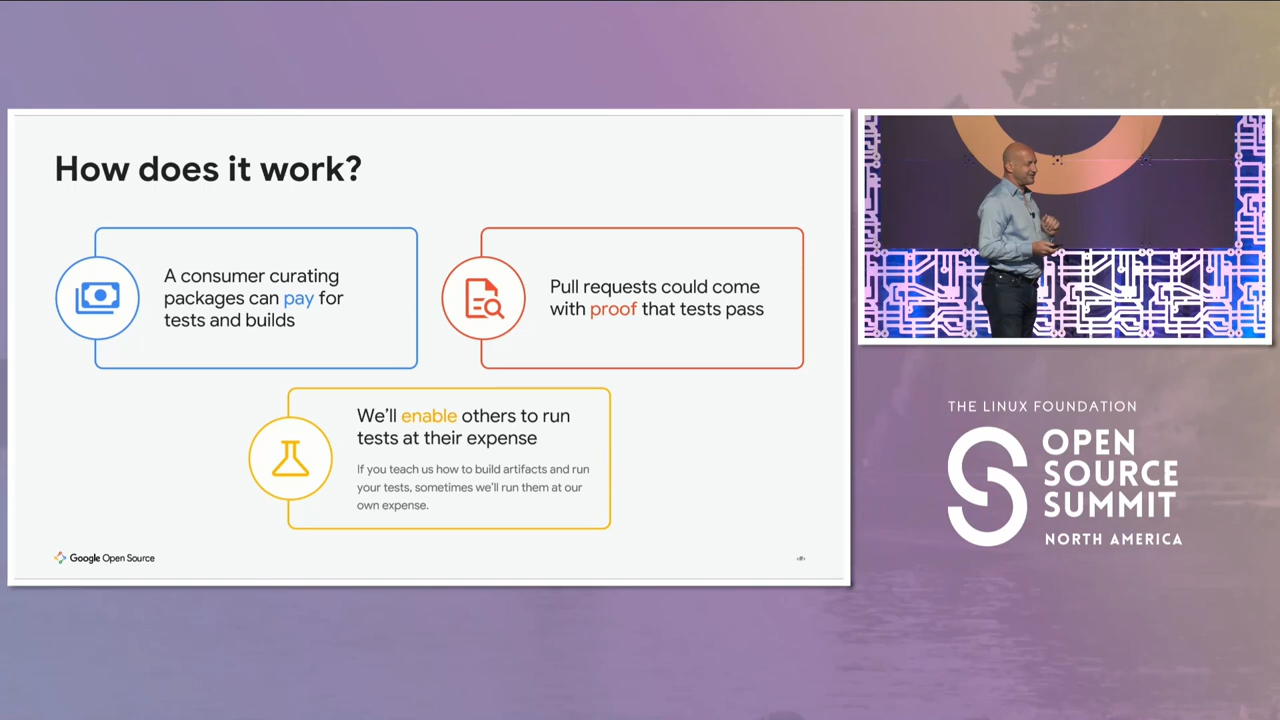 How does it work?
A consumer curating
packages can pay for
tests and builds
Pull requests could come
with proof that tests pass
We'll enable others to run
tests at their expense
If you teach us how to build artifacts and run
your tests, sometimes we'll run them at our
own expense.
Google Open Source
THE LINUX FOUNDATION
OPEN
SOURCE
SUMMIT
NORTH AMERICA